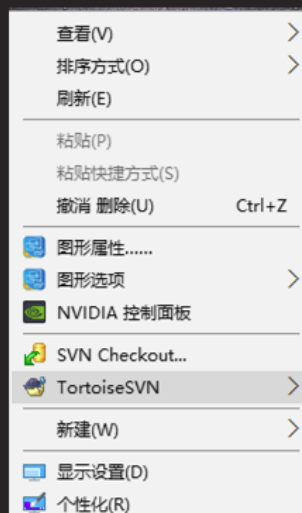 查看(V)
排序方式(O)
刷新(E)
粘贴(P)
粘贴快捷方式(S)
撤消 删除(U) Ctrl+Z
图形属性......
图形选项
NVIDIA 控制面板
SVN Checkout...
TortoiseSVN
新建(W)
显示设置(D)
个性化(R)